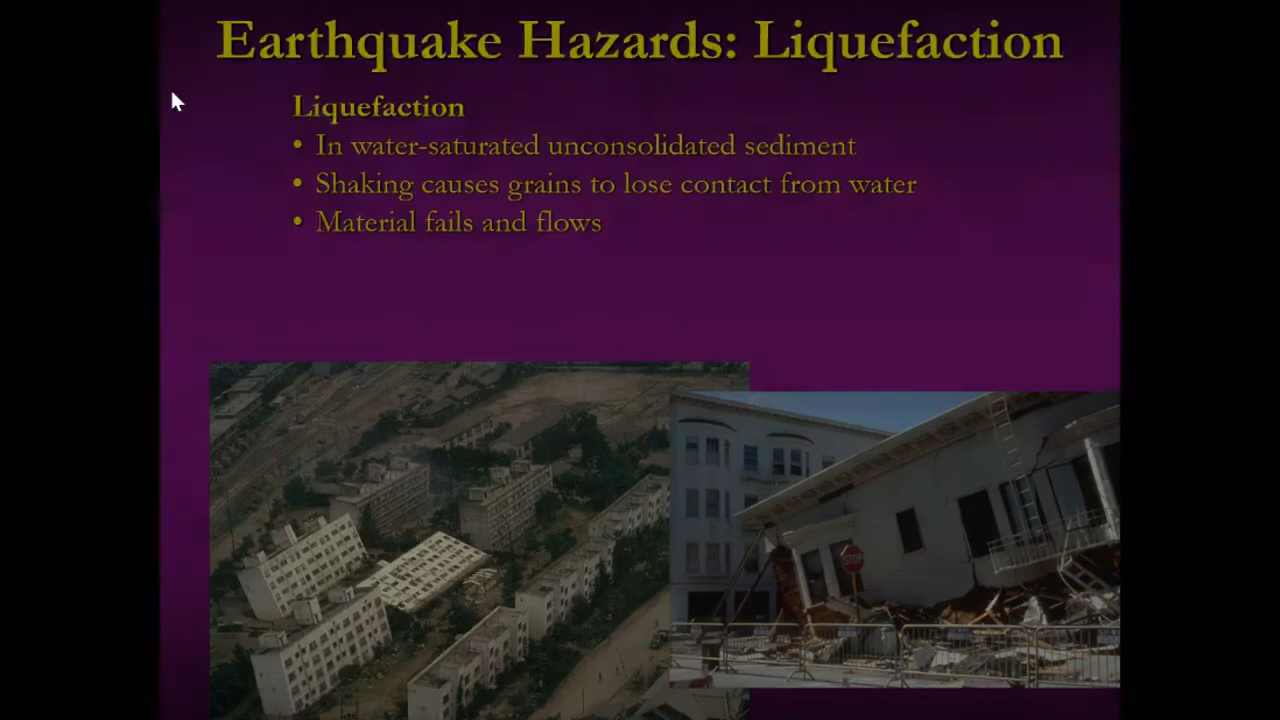 Earthquake Hazards: Liquefaction
Liquefaction
• In water-saturated unconsolidated sediment
• Shaking causes grains to lose contact from water
• Material fails and flows
STOP